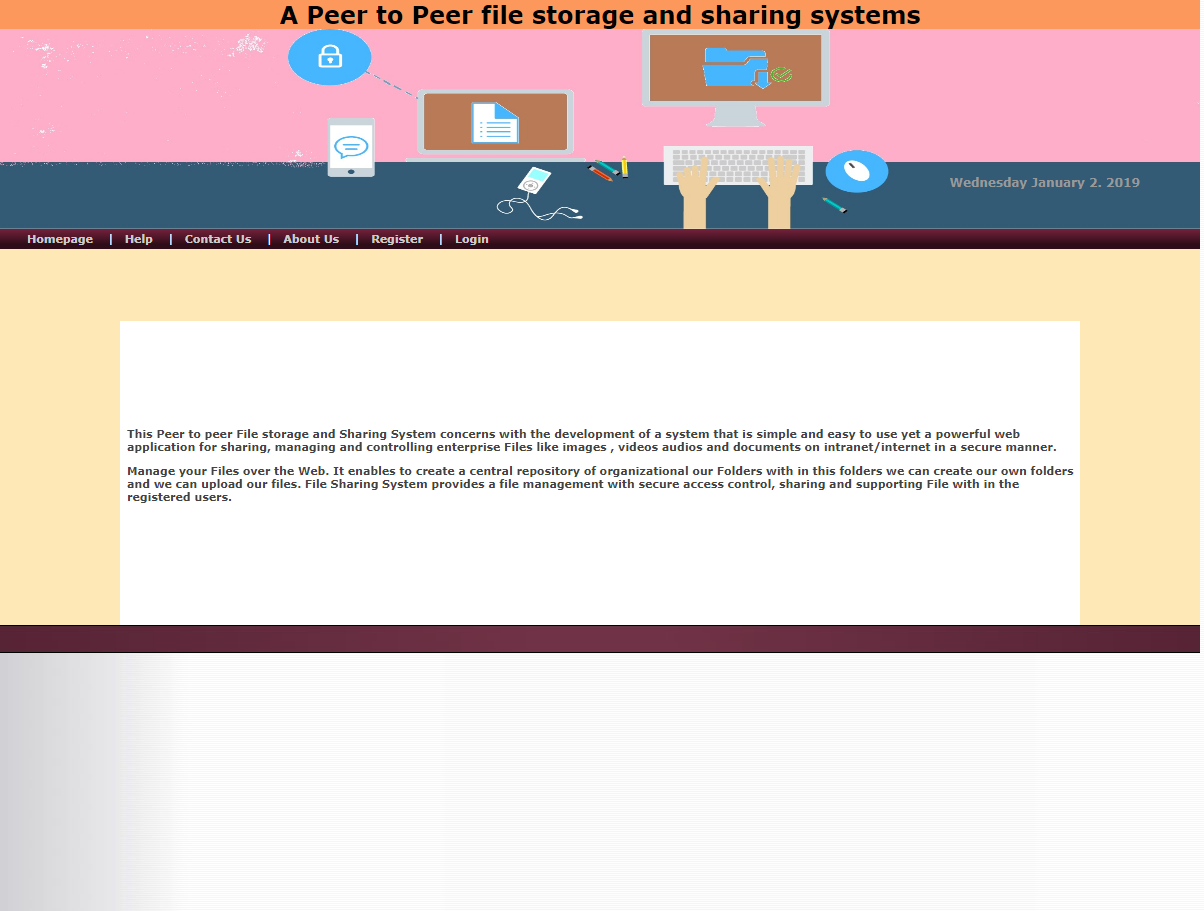 A Peer to Peer file storage and sharing systems
Wednesday January 2. 2019
Homepage | Help | Contact Us | About Us | Register | Login
This Peer to peer File storage and Sharing System concerns with the development of a system that is simple and easy to use yet a powerful web
application for sharing, managing and controlling enterprise Files like images , videos audios and documents on intranet/internet in a secure manner.
Manage your Files over the Web. It enables to create a central repository of organizational our Folders with in this folders we can create our own folders
and we can upload our files. File Sharing System provides a file management with secure access control, sharing and supporting File with in the
registered users.